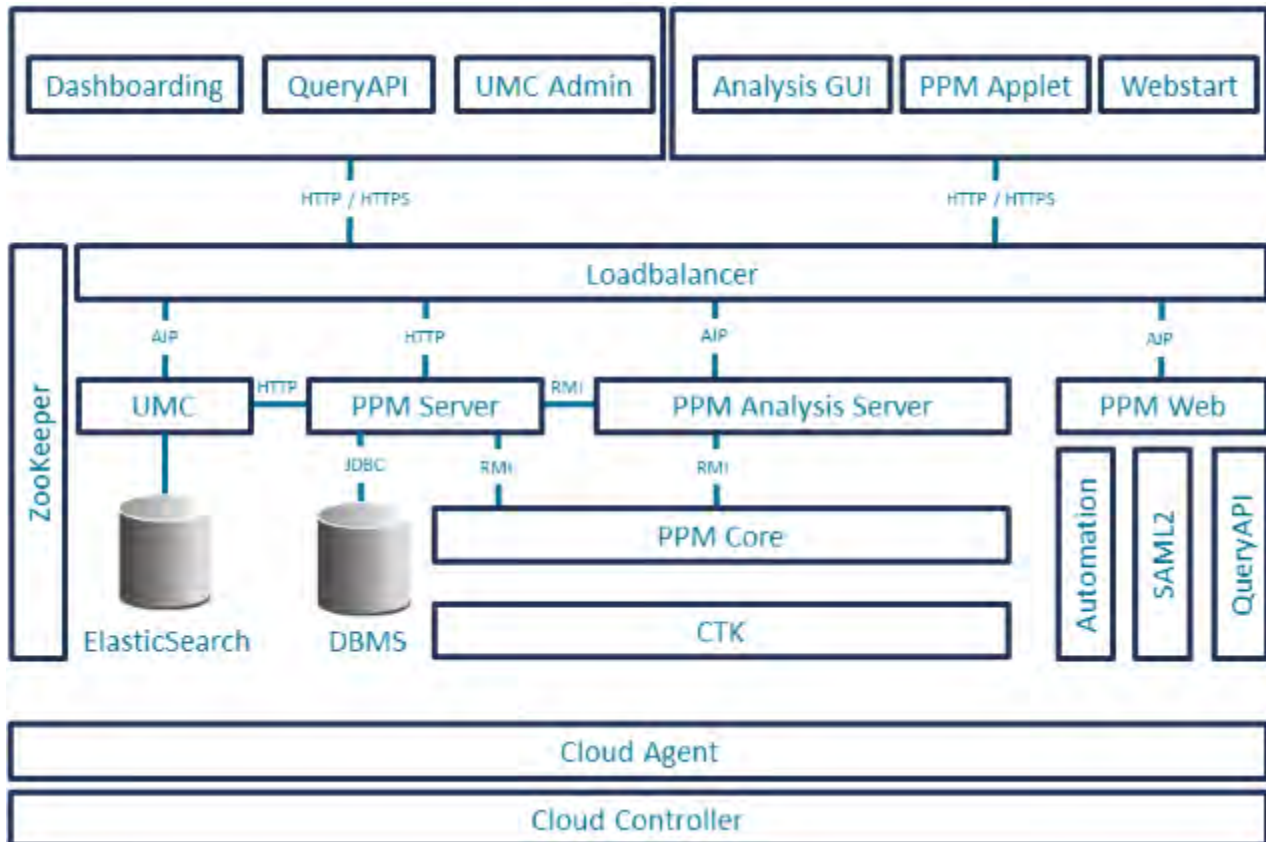 Dashboarding
QueryAPI
UMC Admin
Analysis GUI
PPM Applet
Webstart
HTTP / HTTPS
HTTP / HTTPS
ZooKeeper
Loadbalancer
AJP
HTTP
AJP
AJP
UMC
HTTP
PPM Server
RMI
PPM Analysis Server
PPM Web
JDBC
RMI
RMI
PPM Core
CTK
ElasticSearch
DBMS
Automation
SAML2
QueryAPI
Cloud Agent
Cloud Controller